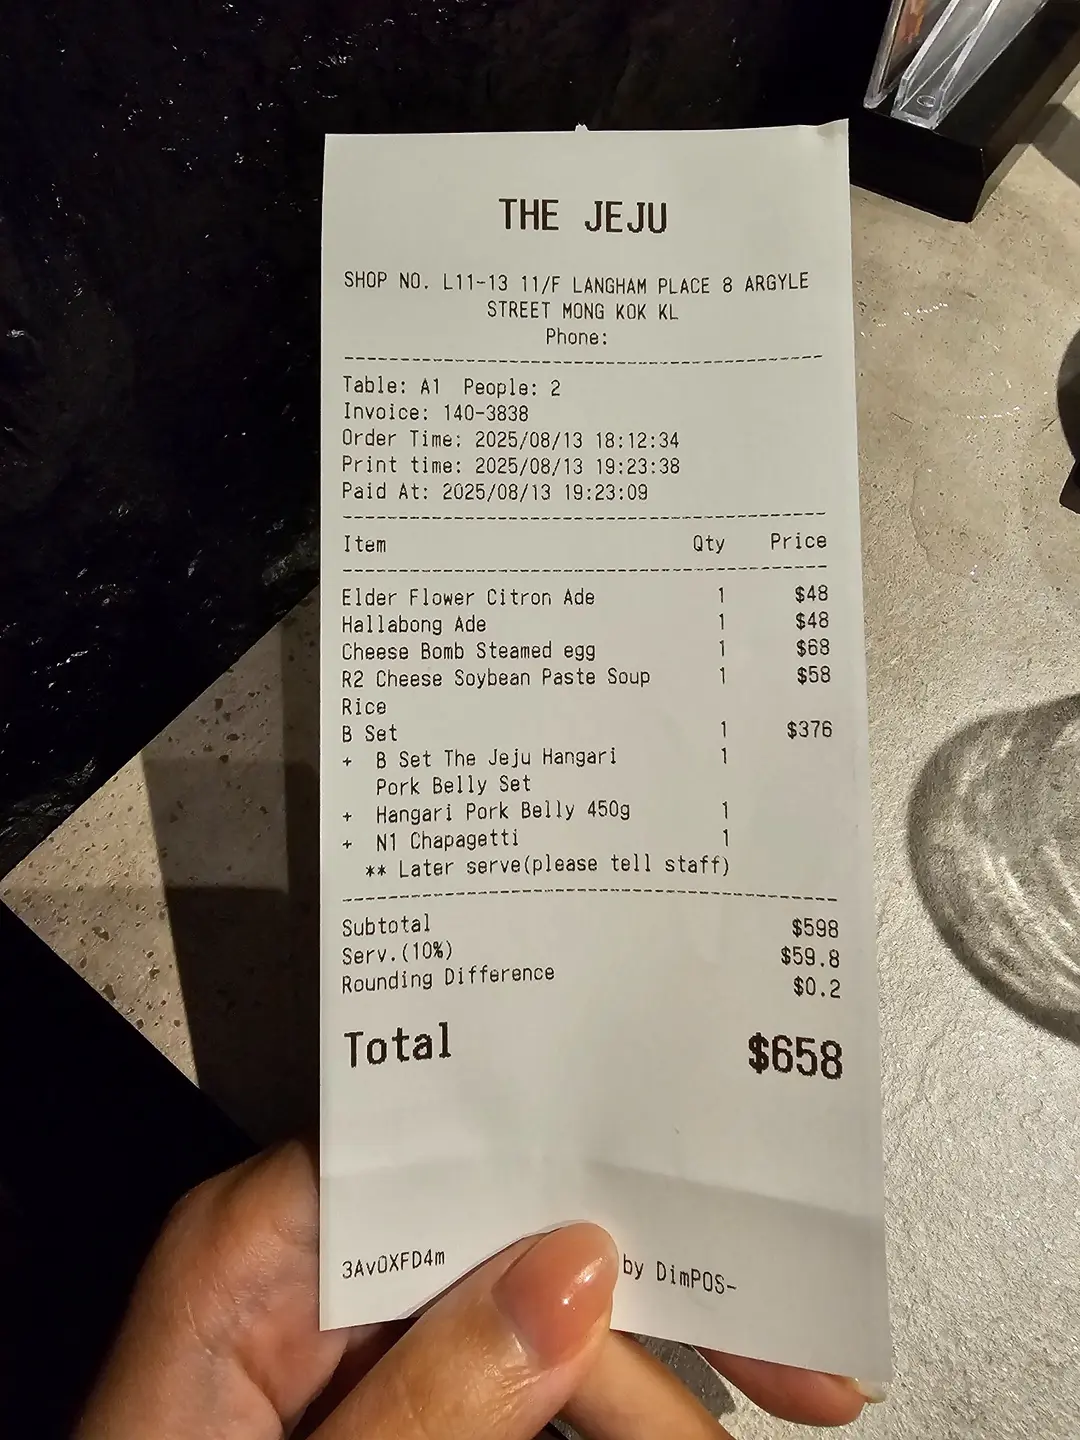 THE JEJU
SHOP NO. L11-13 11/F LANGHAM PLACE 8 ARGYLE
STREET MONG KOK KL
Phone:
Table: A1 People: 2
Invoice: 140-3838
Order Time: 2025/08/13 18:12:34
Print time: 2025/08/13 19:23:38
Paid At: 2025/08/13 19:23:09
Item Qty Price
Elder Flower Citron Ade 1 $48
Hallabong Ade 1 $48
Cheese Bomb Steamed egg 1 $68
R2 Cheese Soybean Paste Soup 1 $58
Rice
B Set 1 $376
+ B Set The Jeju Hangari 1
Pork Belly Set
+ Hangari Pork Belly 450g 1
+ N1 Chapagetti 1
** Later serve(please tell staff)
Subtotal $598
Serv.(10%) $59.8
Rounding Difference $0.2
Total $658
3AvOXFD4m by DimPOS-